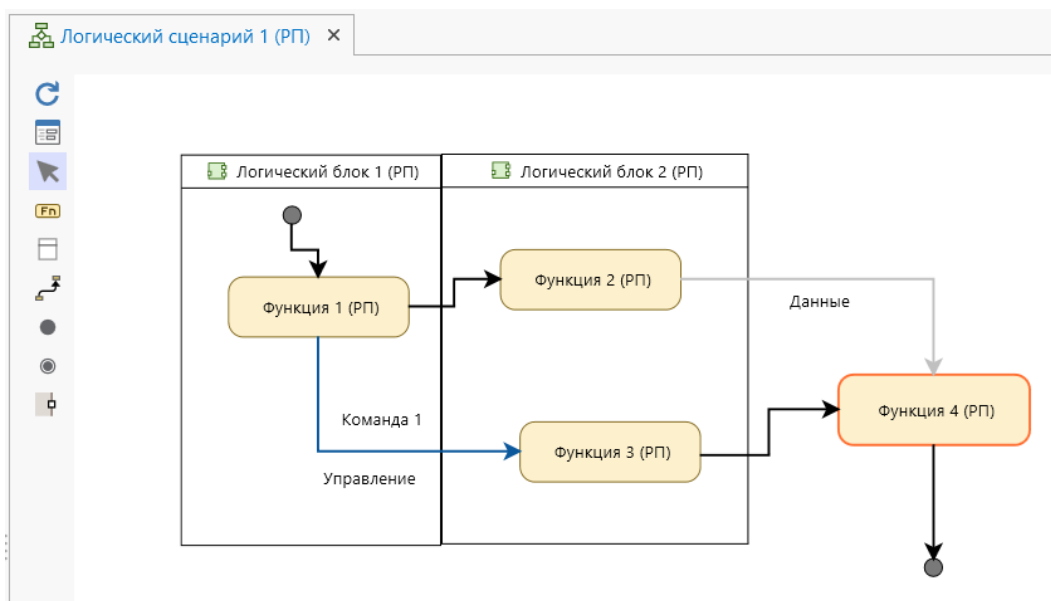 Логический сценарий 1 (РП)
Fn
Логический блок 1 (РП)
Логический блок 2 (РП)
Функция 1 (РП)
Функция 2 (РП)
Данные
Команда 1
Управление
Функция 3 (РП)
Функция 4 (РП)